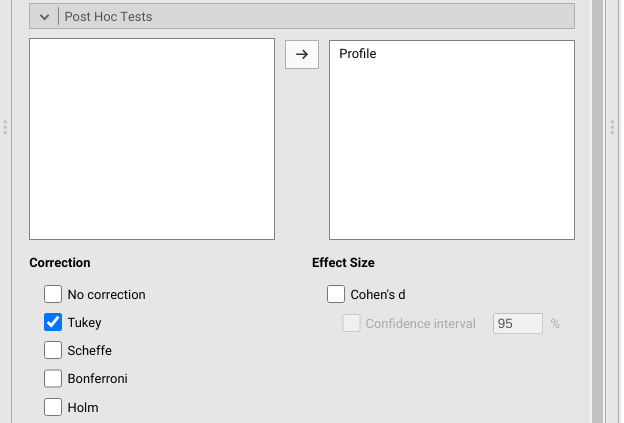 Post Hoc Tests
Profile
Correction
Effect Size
No correction
Cohen's d
Tukey
Confidence interval 95 %
Scheffe
Bonferroni
Holm